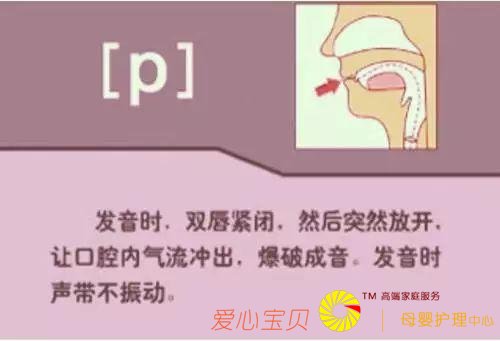 [p]
发音时，双唇紧闭，然后突然放开，
让口腔内气流冲出，爆破成音。发音时
声带不振动。
爱心宝贝
TM 高端家庭服务
母婴护理中心